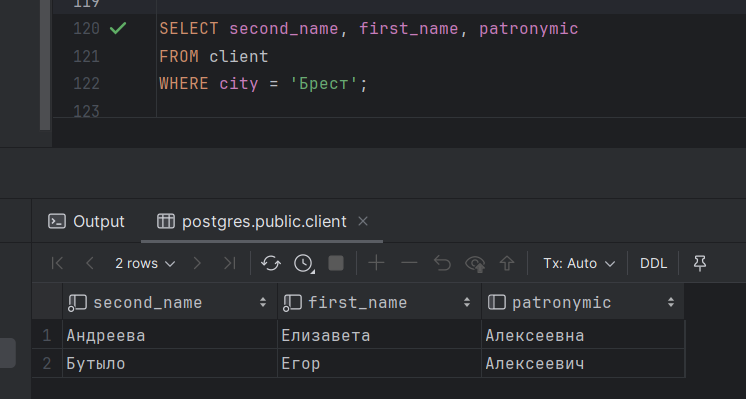 119
120 SELECT second_name, first_name, patronymic
121 FROM client
122 WHERE city = 'Брест';
123
Output postgres.public.client
2 rows Tx: Auto DDL
second_name first_name patronymic
1 Андреева Елизавета Алексеевна
2 Бутыло Егор Алексеевич